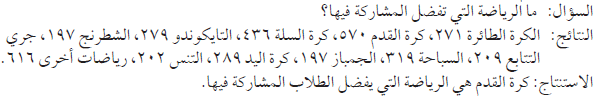 السؤال: ما الرياضة التي تفضل المشاركة فيها؟
النتائج: الكرة الطائرة ٢٧١، كرة القدم ٥٧٠، كرة السلة ٤٣٦، التايكوندو ٢٧٩، الشطرنج ١٩٧، جري
التتابع ٢٠٩، السباحة ٣١٩، الجمباز ١٩٧، كرة اليد ٢٨٩، التنس ٢٠٢، رياضات أخرى ٦١٦.
الاستنتاج: كرة القدم هي الرياضة التي يفضل الطلاب المشاركة فيها.